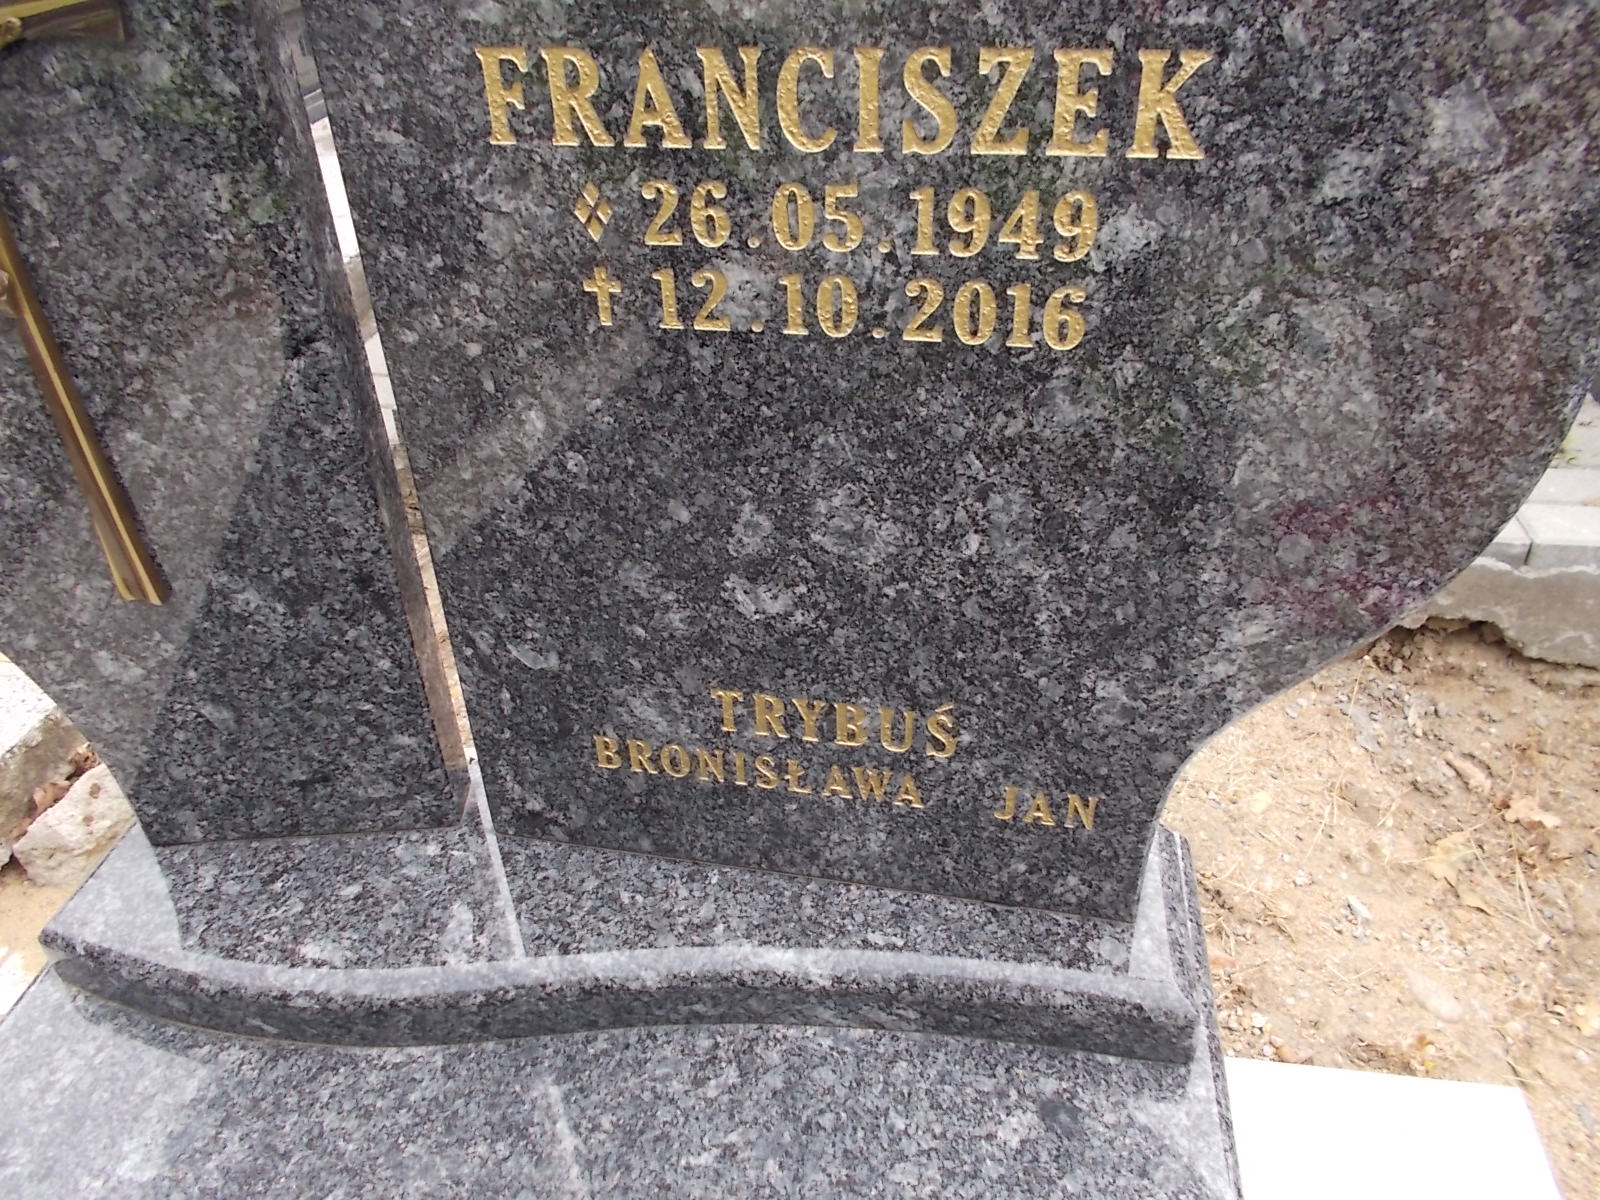 FRANCISZEK
26.05.1949
✝ 12.10.2016
TRYBUŚ
BRONISŁAWA JAN